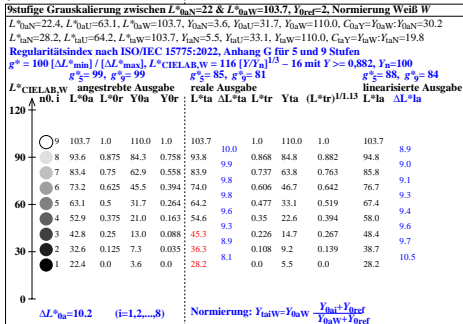 9stufige Grauskalierung zwischen L*0aN=22 & L*0aW=103.7, Y0ref=2, Normierung Weiß W
L*0aN=22.4, L*0aU=63.1, L*0aW=103.7, Y0aN=3.6, Y0aU=31.7, Y0aW=110.0, C0aY=Y0aW:Y0aN=30.2
L*taN=28.2, L*taU=64.2, L*taW=103.7, YtaN=5.5, YtaU=33.1, YtaW=110.0, CtaY=YtaW:YtaN=19.8
Regularitätsindex nach ISO/IEC 15775:2022, Anhang G für 5 und 9 Stufen
g* = 100 [ΔL*min] / [ΔL*max], L*CIELAB,W = 116 [Y/Yn]1/3 – 16 mit Y >= 0,882, Yn=100
g*5= 99, g*9= 99 g*5= 85, g*9= 81 g*5= 88, g*9= 84
L*CIELAB,W angestrebte Ausgabe reale Ausgabe linearisierte Ausgabe
n0. i L*0a L*0r Y0a Y0r L*ta ΔL*ta L*tr Yta (L*tr)1/1.13 L*la ΔL*la
120
9 103.7 1.0 110.0 1.0 103.7 1.0 110.0 1.0 103.7
10.0 8.9
8 93.6 0.875 84.3 0.758 93.8 0.868 84.8 0.882 94.8
9.9 9.0
90
7 83.4 0.75 62.9 0.558 83.9 0.737 63.8 0.763 85.8
9.8 9.1
6 73.2 0.625 45.5 0.394 74.0 0.606 46.7 0.642 76.7
9.8 9.3
60
5 63.1 0.5 31.7 0.264 64.2 0.477 33.1 0.519 67.4
9.6 9.4
4 52.9 0.375 21.0 0.163 54.6 0.35 22.6 0.394 58.0
9.3 9.6
3 42.8 0.25 13.0 0.088 45.3 0.226 14.7 0.267 48.4
8.9 9.7
30
2 32.6 0.125 7.3 0.035 36.3 0.108 9.2 0.139 38.7
8.1 10.5
1 22.4 0.0 3.6 0.0 28.2 0.0 5.5 0.0 28.2
0
ΔL*0a=10.2 (i=1,2,...,8) Normierung: YtaiW=Y0aW Y0ai+Y0ref
Y0aW+Y0ref